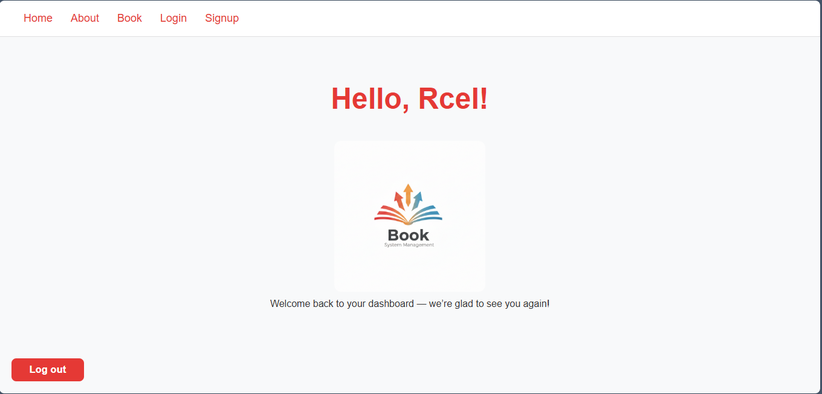 Home About Book Login Signup
Hello, Rcel!
Book
System Management
Welcome back to your dashboard — we're glad to see you again!
Log out